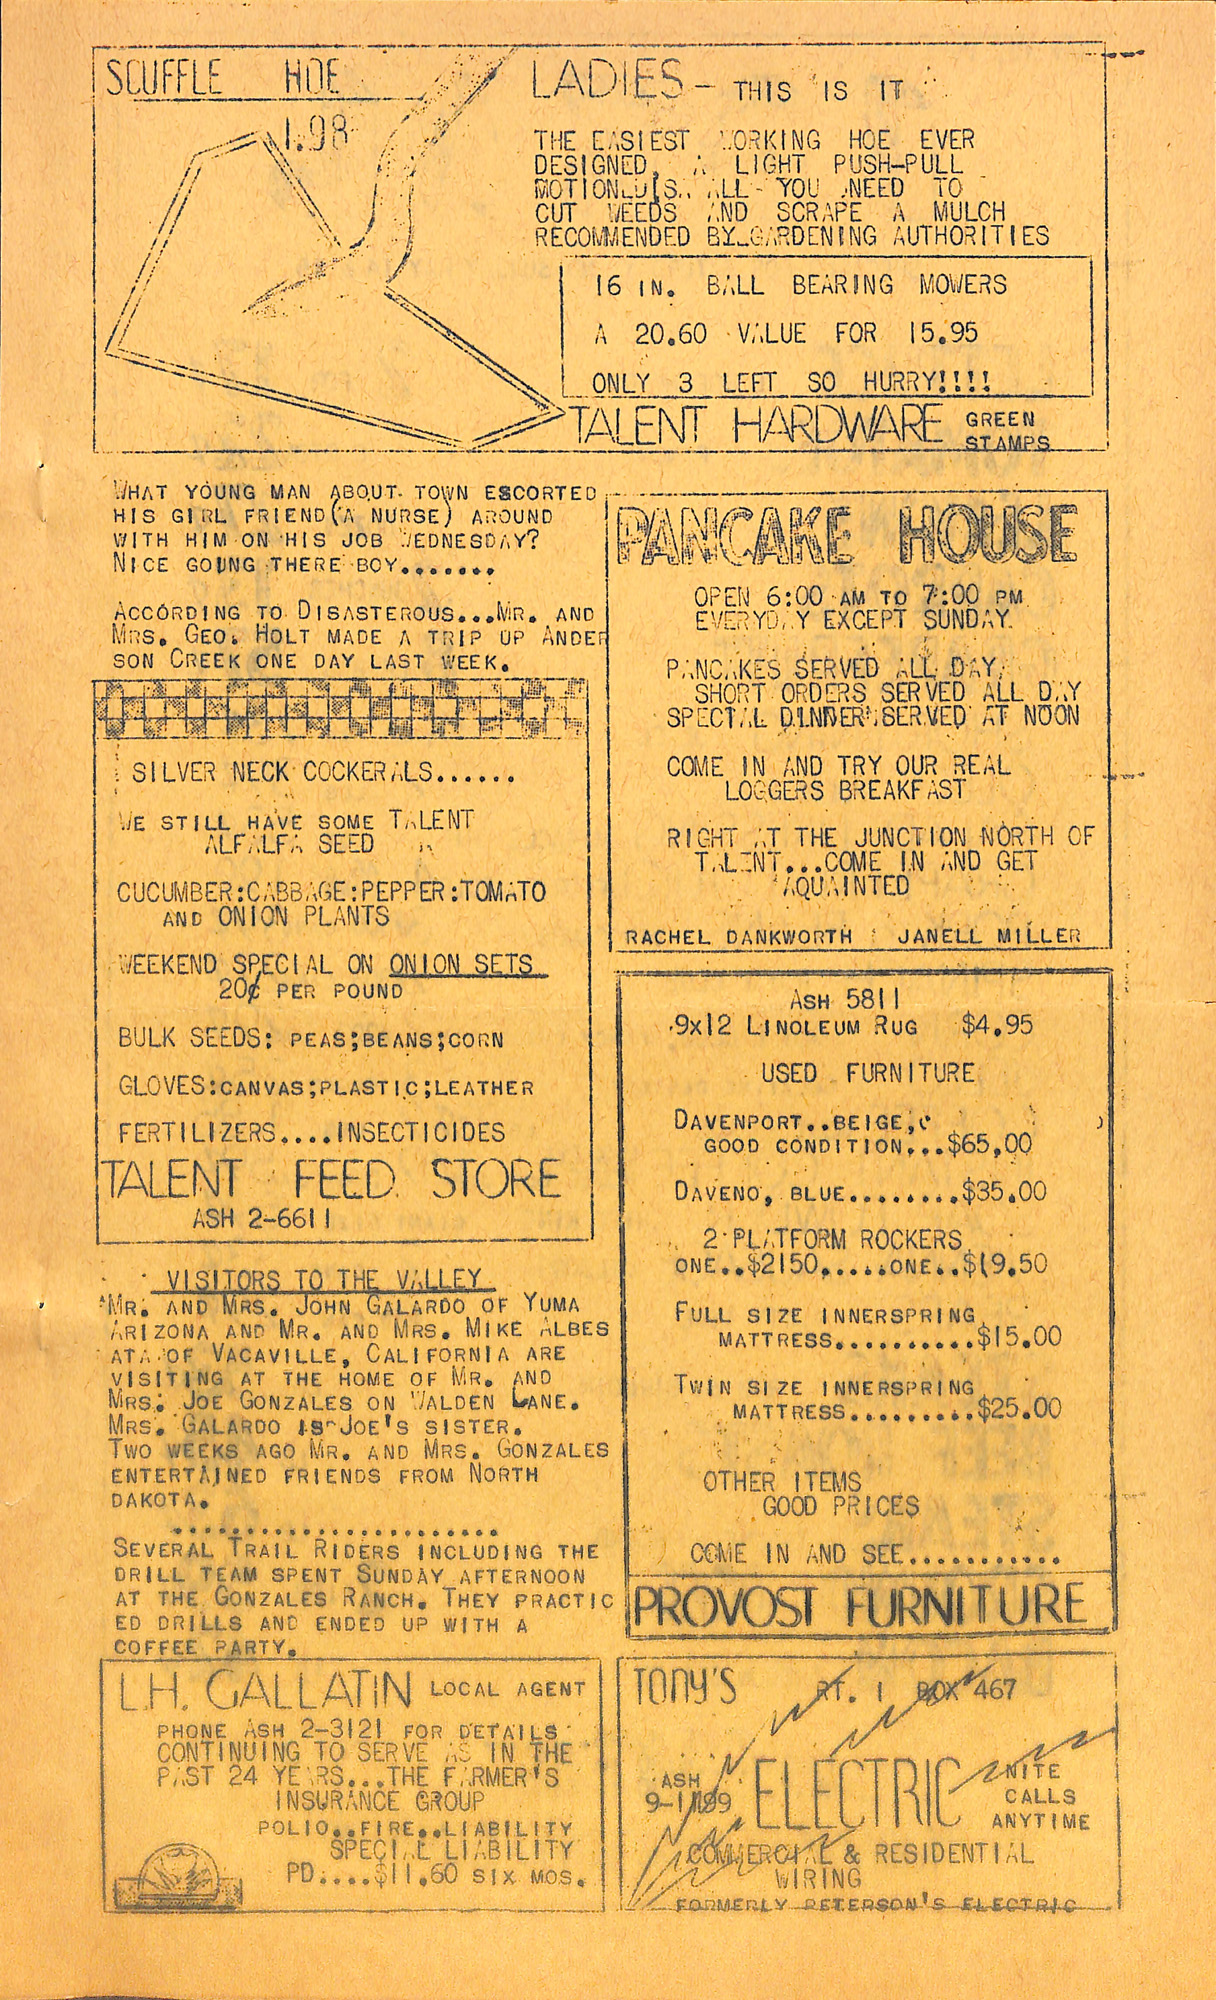 SCUFFLE HOE
1.98
LADIES - THIS IS IT
THE EASIEST WORKING HOE EVER
DESIGNED, A LIGHT PUSH-PULL
MOTION IS ALL YOU NEED TO
CUT WEEDS AND SCRAPE A MULCH
RECOMMENDED BY GARDENING AUTHORITIES
16 IN. BALL BEARING MOWERS
A 20.60 VALUE FOR 15.95
ONLY 3 LEFT SO HURRY!!!!
TALENT HARDWARE GREEN
STAMPS
WHAT YOUNG MAN ABOUT TOWN ESCORTED
HIS GIRL FRIEND(A NURSE) AROUND
WITH HIM ON HIS JOB WEDNESDAY?
NICE GOING THERE BOY.......
ACCORDING TO DISASTEROUS...MR. AND
MRS. GEO. HOLT MADE A TRIP UP ANDER
SON CREEK ONE DAY LAST WEEK.
SILVER NECK COCKERALS......
WE STILL HAVE SOME TALENT
ALFALFA SEED
CUCUMBER:CABBAGE:PEPPER:TOMATO
AND ONION PLANTS
WEEKEND SPECIAL ON ONION SETS
20¢ PER POUND
BULK SEEDS: PEAS;BEANS;CORN
GLOVES:CANVAS;PLASTIC;LEATHER
FERTILIZERS....INSECTICIDES
TALENT FEED STORE
ASH 2-6611
VISITORS TO THE VALLEY
MR. AND MRS. JOHN GALARDO OF YUMA
ARIZONA AND MR. AND MRS. MIKE ALBES
ATA OF VACAVILLE, CALIFORNIA ARE
VISITING AT THE HOME OF MR. AND
MRS. JOE GONZALES ON WALDEN LANE.
MRS. GALARDO IS JOE'S SISTER.
TWO WEEKS AGO MR. AND MRS. GONZALES
ENTERTAINED FRIENDS FROM NORTH
DAKOTA.
.......................
SEVERAL TRAIL RIDERS INCLUDING THE
DRILL TEAM SPENT SUNDAY AFTERNOON
AT THE GONZALES RANCH. THEY PRACTIC
ED DRILLS AND ENDED UP WITH A
COFFEE PARTY.
L.H. GALLATIN LOCAL AGENT
PHONE ASH 2-3121 FOR DETAILS
CONTINUING TO SERVE AS IN THE
PAST 24 YEARS...THE FARMER'S
INSURANCE GROUP
POLIO..FIRE..LIABILITY
SPECIAL LIABILITY
PD....$11.60 SIX MOS.
PANCAKE HOUSE
OPEN 6:00 AM TO 7:00 PM
EVERYDAY EXCEPT SUNDAY.
PANCAKES SERVED ALL DAY,
SHORT ORDERS SERVED ALL DAY
SPECIAL DINNER SERVED AT NOON
COME IN AND TRY OUR REAL
LOGGERS BREAKFAST
RIGHT AT THE JUNCTION NORTH OF
TALENT...COME IN AND GET
AQUAINTED
RACHEL DANKWORTH JANELL MILLER
ASH 5811
9X12 LINOLEUM RUG $4.95
USED FURNITURE
DAVENPORT..BEIGE,
GOOD CONDITION...$65,00
DAVENO, BLUE........$35.00
2 PLATFORM ROCKERS
ONE..$2150......ONE..$19.50
FULL SIZE INNERSPRING
MATTRESS..........$15.00
TWIN SIZE INNERSPRING
MATTRESS.........$25.00
OTHER ITEMS
GOOD PRICES
COME IN AND SEE...........
PROVOST FURNITURE
TONY'S RT. 1 BOX 467
ASH
ELECTRIC
NITE
CALLS
ANYTIME
COMMERCIAL & RESIDENTIAL
WIRING
FORMERLY PETERSON'S ELECTRIC